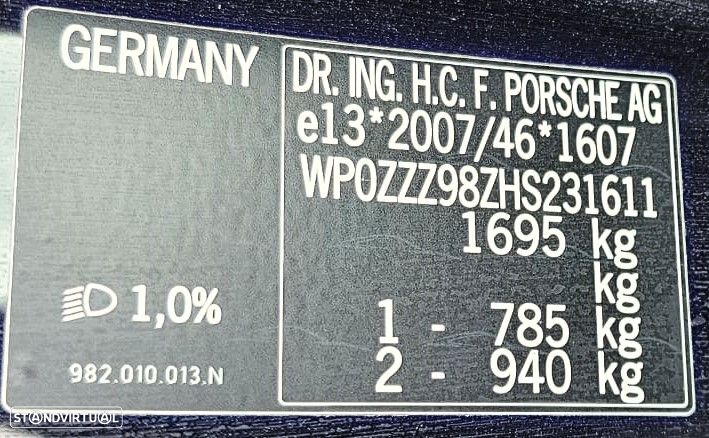 GERMANY
DR. ING. H.C. F. PORSCHE AG
e13*2007/46*1607
WP0ZZZ98ZHS231611
1695 kg
kg
1 - 785 kg
2 - 940 kg
1,0%
982.010.013.N
STANDVIRTUAL